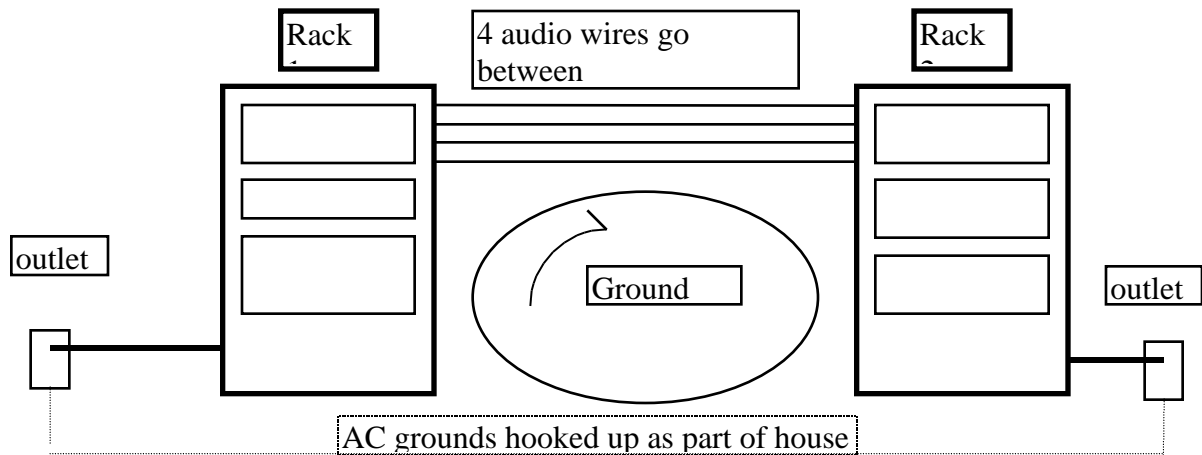 Rack
4 audio wires go
between
Rack
outlet
Ground
outlet
AC grounds hooked up as part of house